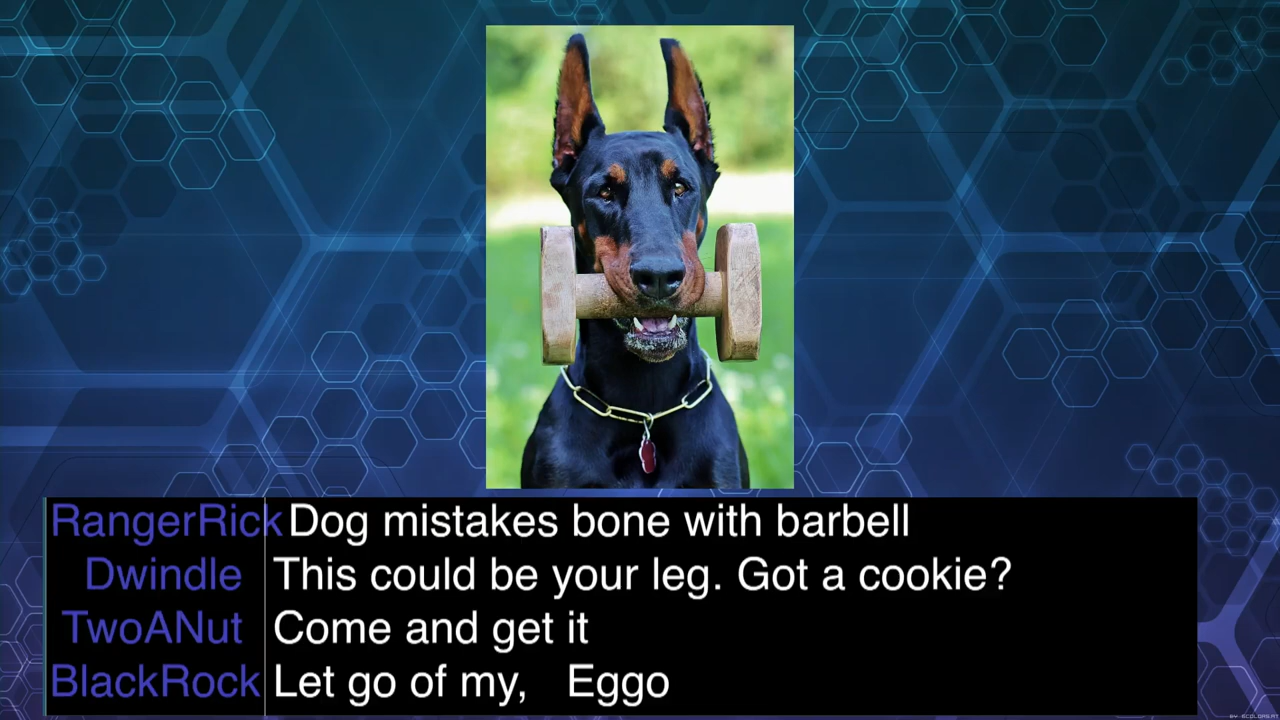 RangerRick Dog mistakes bone with barbell
Dwindle This could be your leg. Got a cookie?
TwoANut Come and get it
BlackRock Let go of my, Eggo